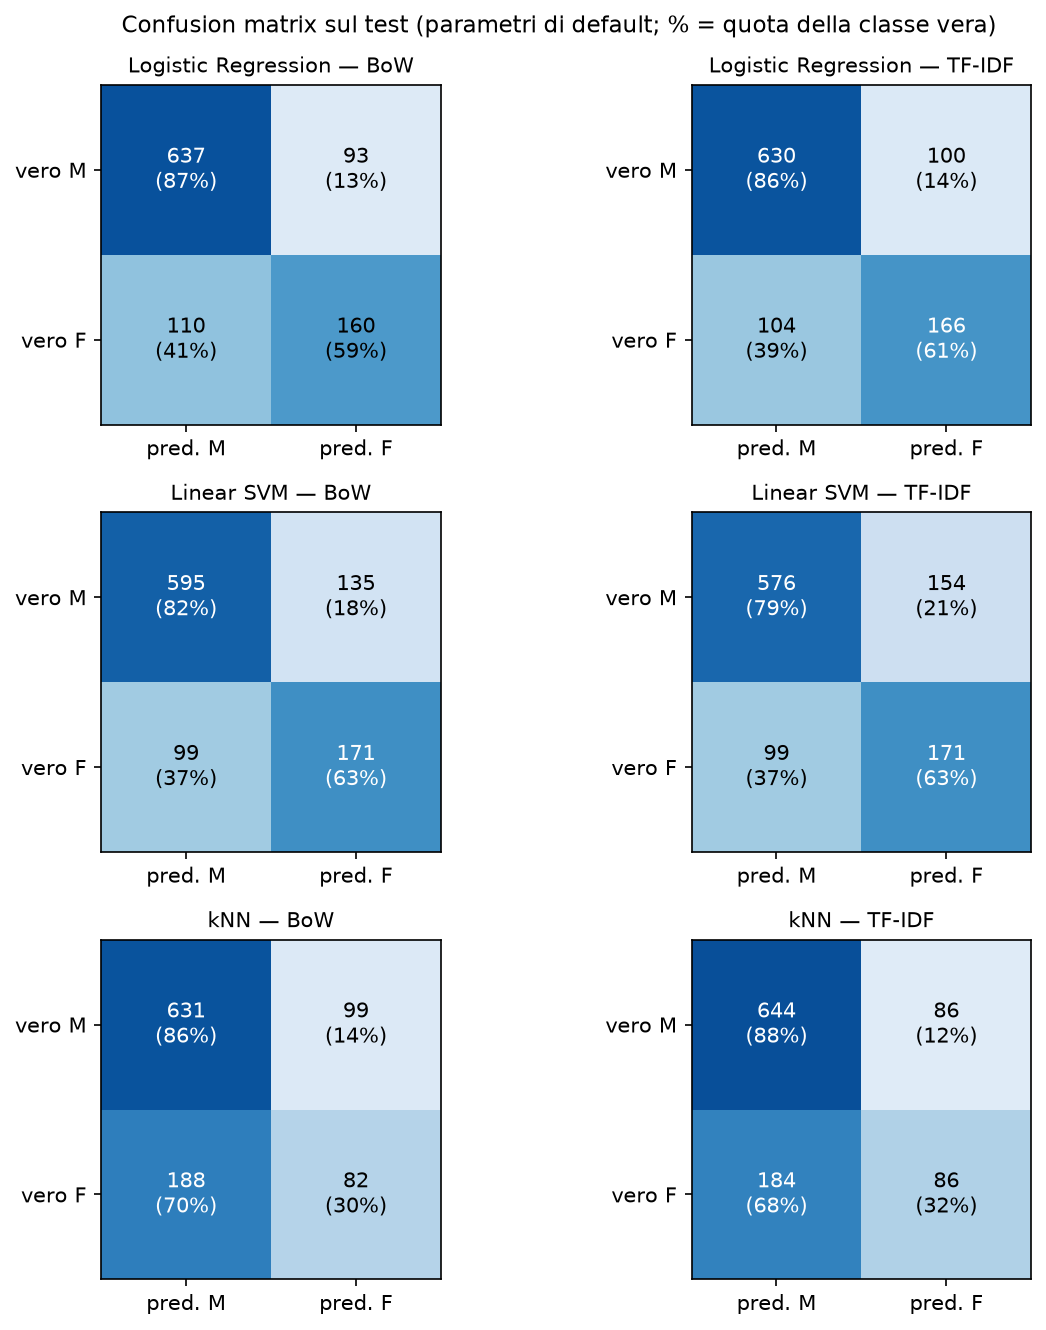 Confusion matrix sul test (parametri di default; % = quota della classe vera)
Logistic Regression — BoW
vero M
637
(87%)
93
(13%)
vero F
110
(41%)
160
(59%)
pred. M
pred. F
Logistic Regression — TF-IDF
vero M
630
(86%)
100
(14%)
vero F
104
(39%)
166
(61%)
pred. M
pred. F
Linear SVM — BoW
vero M
595
(82%)
135
(18%)
vero F
99
(37%)
171
(63%)
pred. M
pred. F
Linear SVM — TF-IDF
vero M
576
(79%)
154
(21%)
vero F
99
(37%)
171
(63%)
pred. M
pred. F
kNN — BoW
vero M
631
(86%)
99
(14%)
vero F
188
(70%)
82
(30%)
pred. M
pred. F
kNN — TF-IDF
vero M
644
(88%)
86
(12%)
vero F
184
(68%)
86
(32%)
pred. M
pred. F